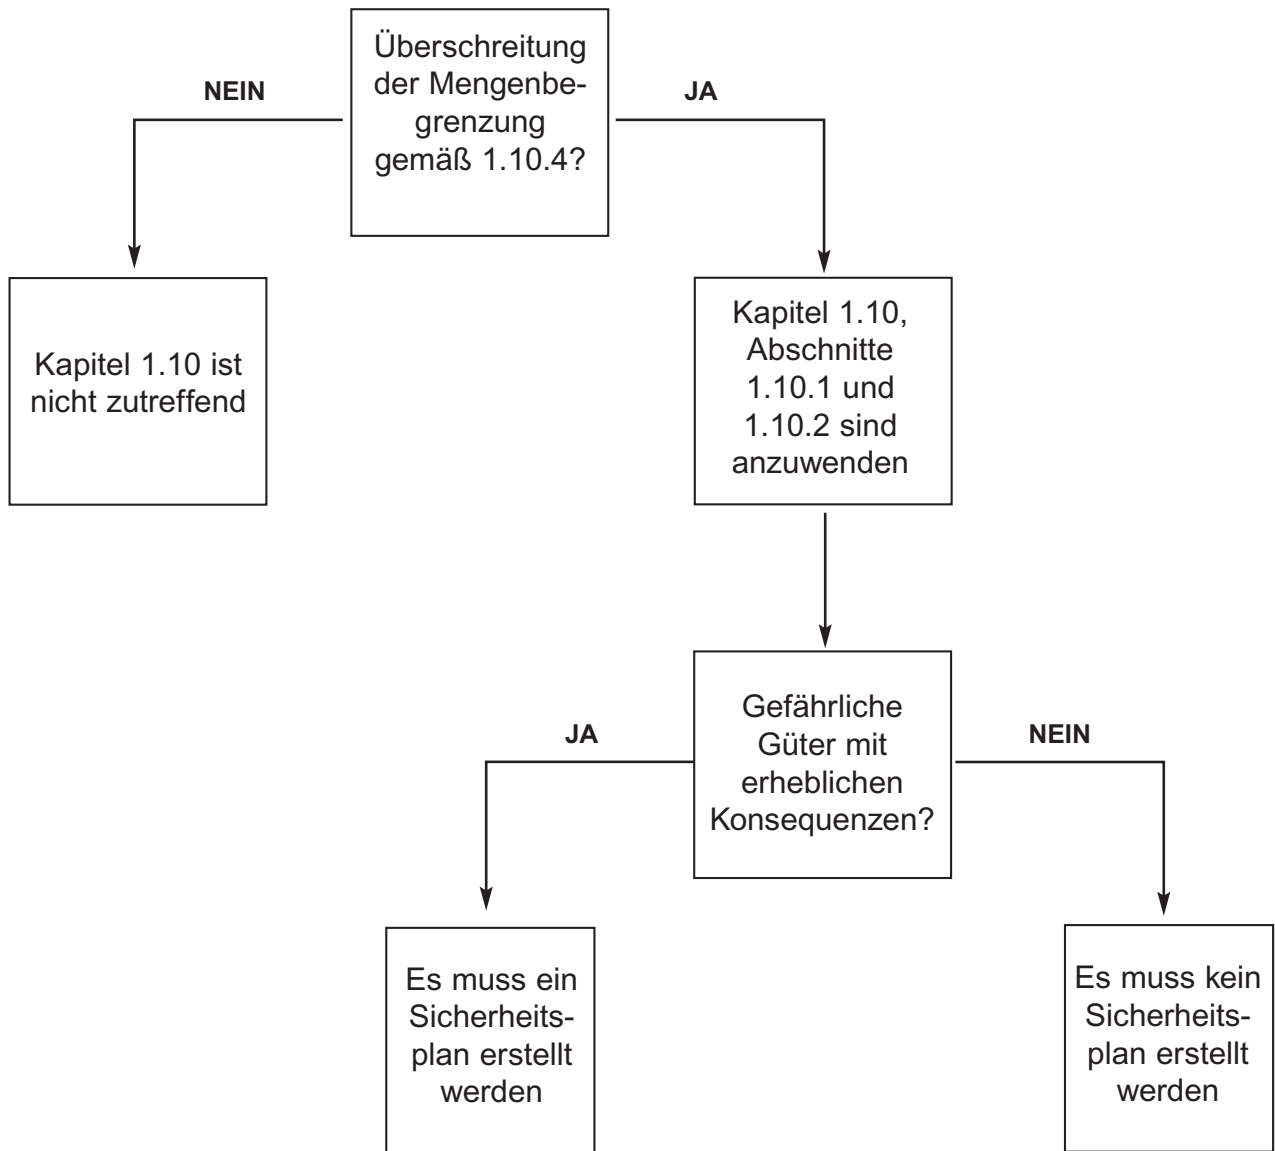 Überschreitung
der Mengenbe-
grenzung
gemäß 1.10.4?
NEIN
JA
Kapitel 1.10 ist
nicht zutreffend
Kapitel 1.10,
Abschnitte
1.10.1 und
1.10.2 sind
anzuwenden
Gefährliche
Güter mit
erheblichen
Konsequenzen?
JA
NEIN
Es muss ein
Sicherheits-
plan erstellt
werden
Es muss kein
Sicherheits-
plan erstellt
werden